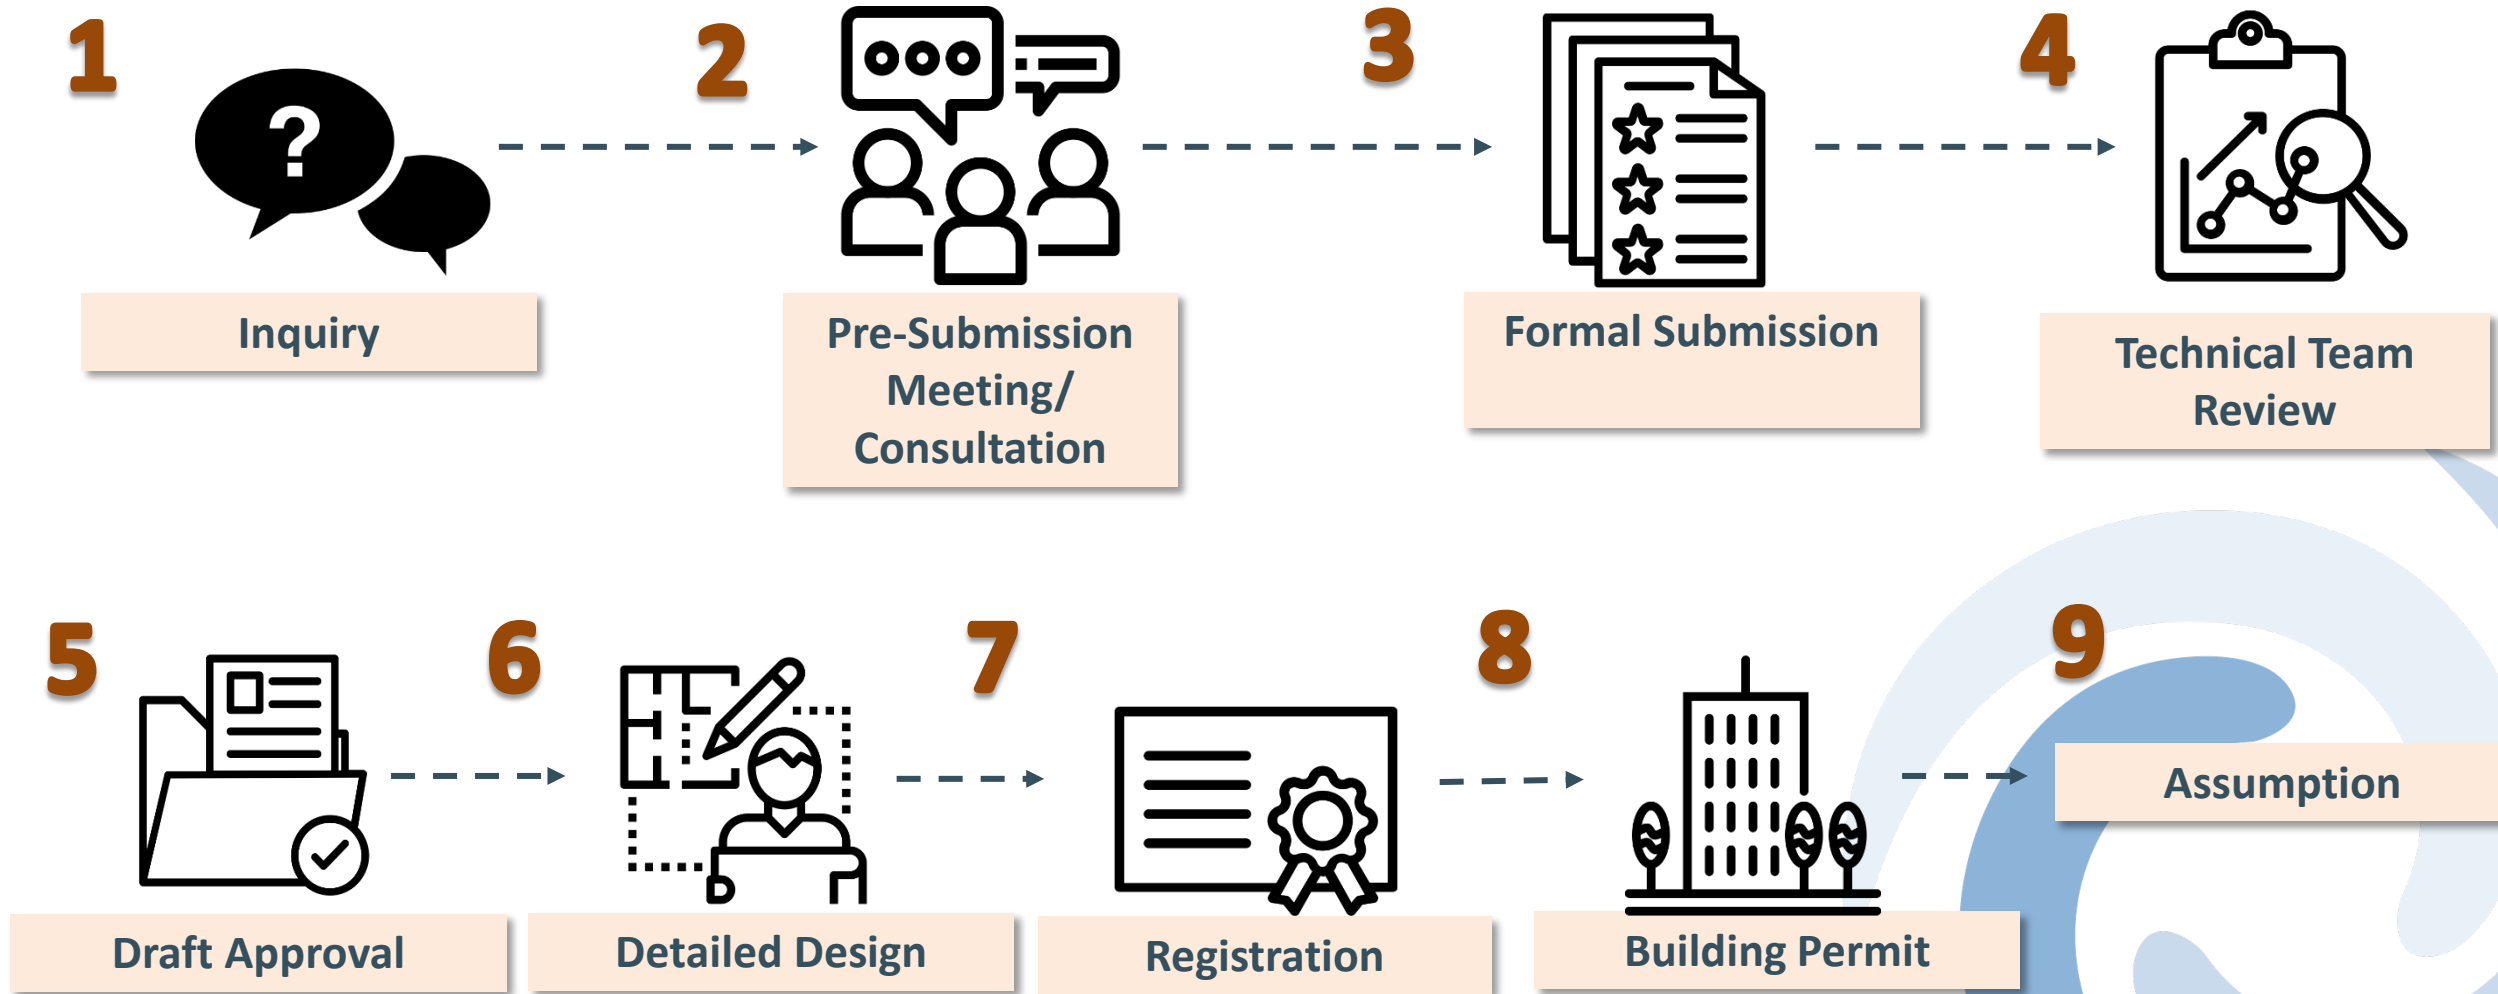 1
2
3
4
?
Inquiry
Pre-Submission
Meeting/
Consultation
Formal Submission
Technical Team
Review
5
6
7
8
9
Draft Approval
Detailed Design
Registration
Building Permit
Assumption